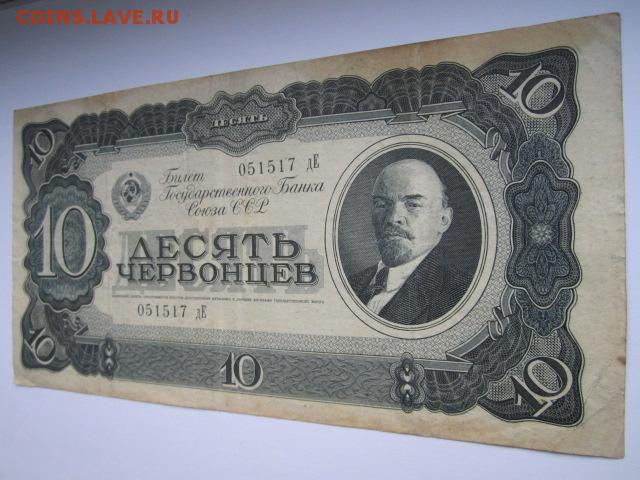 COINS.LAVE.RU
10
ДЕСЯТЬ
10
Билет
051517 дЕ
Государственного Банка
Союза ССР
10
ДЕСЯТЬ
ЧЕРВОНЦЕВ
051517 дЕ
10
10
10